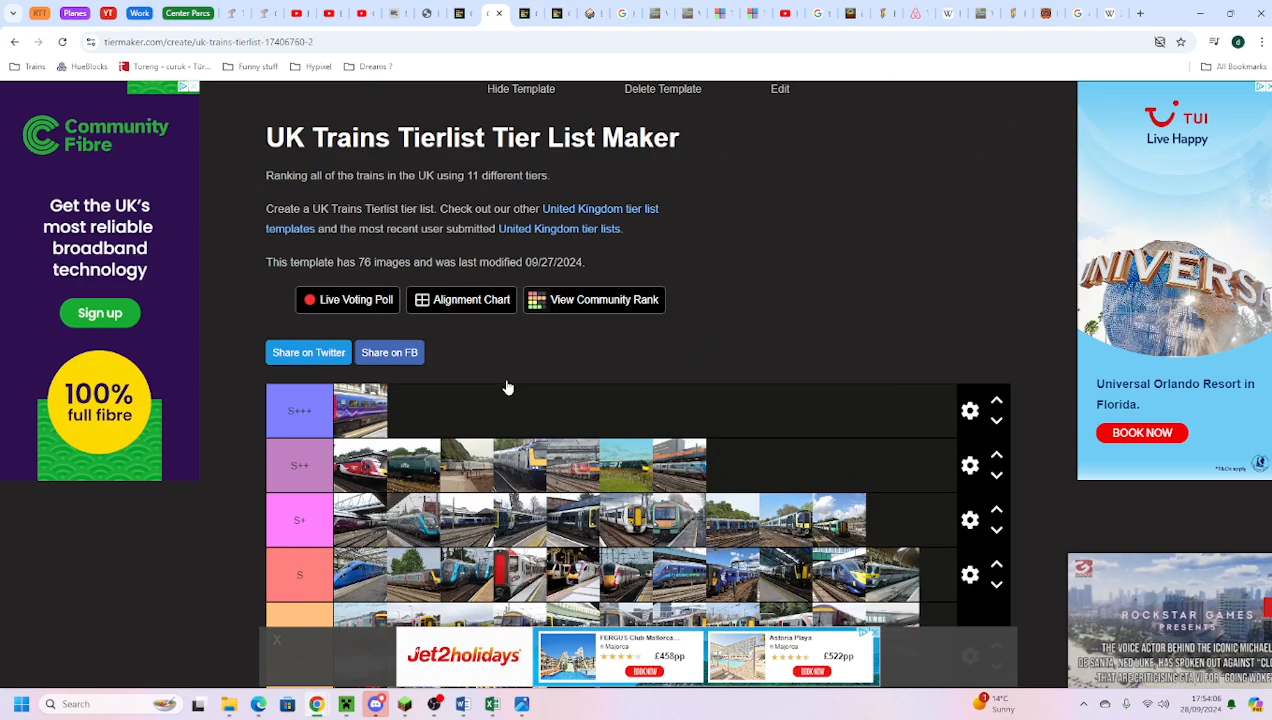 RTT
Planes
YT
Work
Center Parcs
tiermaker.com/create/uk-trains-tierlist-17406760-2
d
Trains
HueBlocks
Tureng - curuk - Tür...
Funny stuff
Hypixel
Dreams ?
All Bookmarks
Hide Template
Delete Template
Edit
UK Trains Tierlist Tier List Maker
Ranking all of the trains in the UK using 11 different tiers.
Create a UK Trains Tierlist tier list. Check out our other United Kingdom tier list
templates and the most recent user submitted United Kingdom tier lists.
This template has 76 images and was last modified 09/27/2024.
Live Voting Poll
Alignment Chart
View Community Rank
Share on Twitter
Share on FB
S+++
S++
S+
S
Community
Fibre
Get the UK's
most reliable
broadband
technology
Sign up
100%
full fibre
TUI
Live Happy
UNIVERSAL
Universal Orlando Resort in
Florida.
BOOK NOW
*T&Cs apply
ROCKSTAR GAMES
PRESENTS
THE VOICE ACTOR BEHIND THE ICONIC MICHAEL
DE SANTA, NED LUKE, HAS SPOKEN OUT AGAINST "CL
THAT ARE CRITICISING GTA VI FOR "GOING WOKE
X
Jet2holidays
FERGUS Club Mallorca...
Majorca
£458pp
BOOK NOW
Astoria Playa
Majorca
£522pp
BOOK NOW
Search
1
14°C
Sunny
17:54:06
28/09/2024